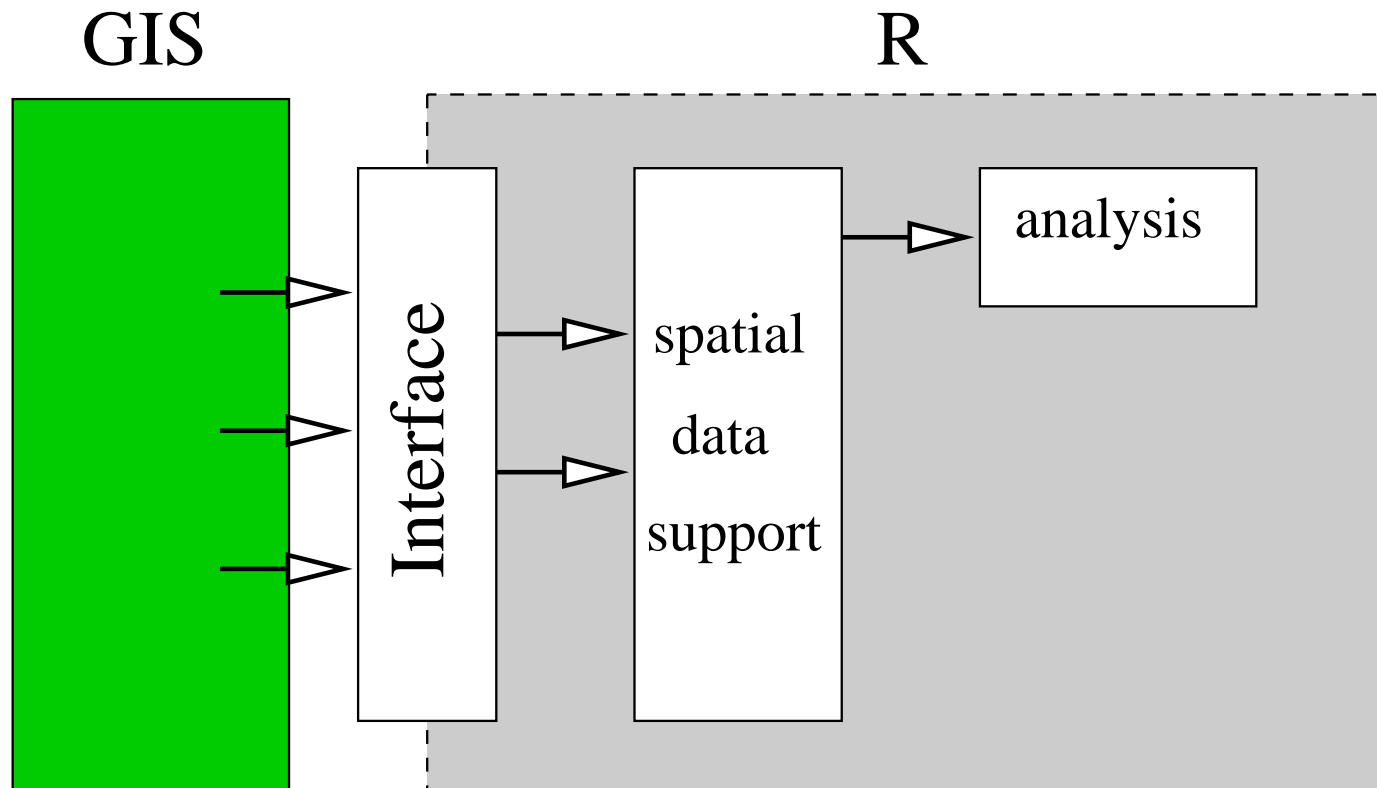 GIS
R
Interface
spatial
data
support
analysis